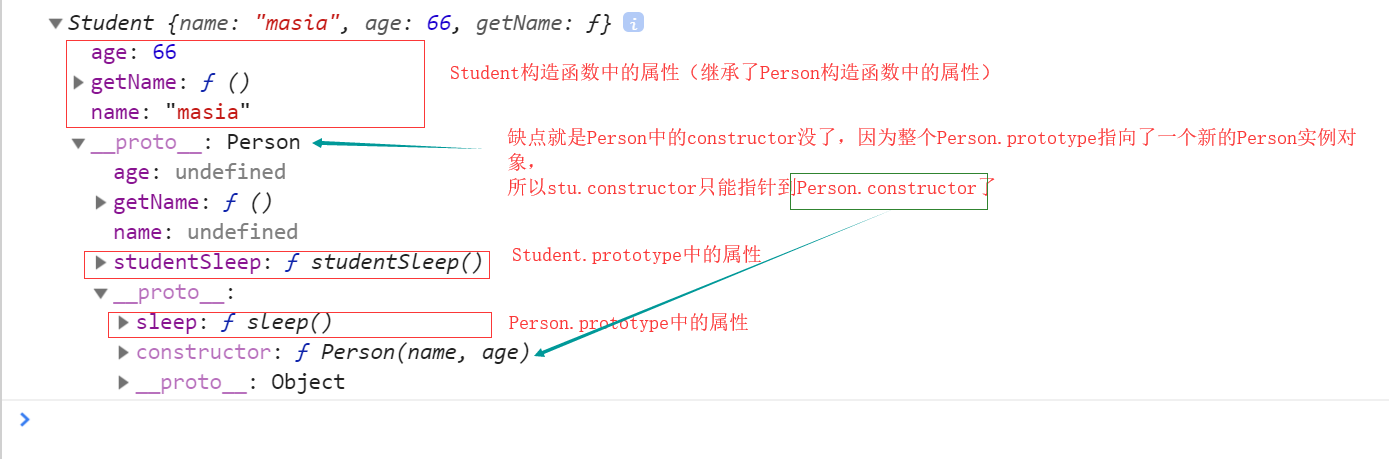 Student {name: "masia", age: 66, getName: ƒ} i
age: 66
Student构造函数中的属性（继承了Person构造函数中的属性）
getName: ƒ ()
name: "masia"
__proto__: Person
缺点就是Person中的constructor没了，因为整个Person.prototype指向了一个新的Person实例对
象，
age: undefined
所以stu.constructor只能指针到Person.constructor了
getName: ƒ ()
name: undefined
studentSleep: ƒ studentSleep()
Student.prototype中的属性
__proto__:
sleep: ƒ sleep()
Person.prototype中的属性
constructor: ƒ Person(name, age)
__proto__: Object